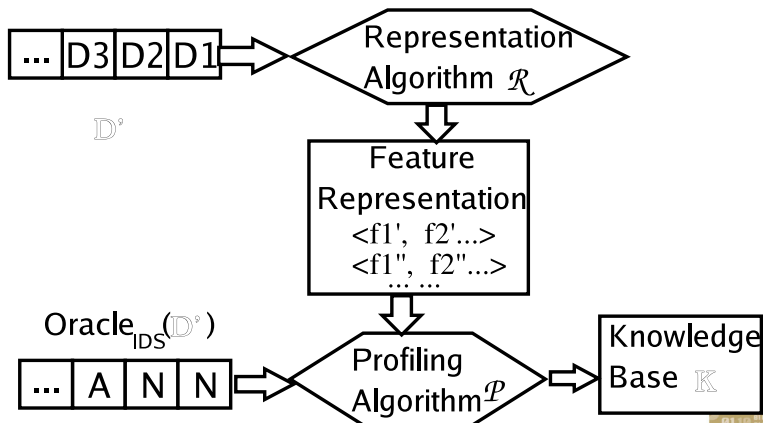 ... D3 D2 D1
Representation
Algorithm ℛ
𝔻'
Feature
Representation
<f1', f2'...>
<f1'', f2''...>
... ...
Oracle_IDS(𝔻')
... A N N
Profiling
Algorithm 𝒫
Knowledge
Base 𝕂